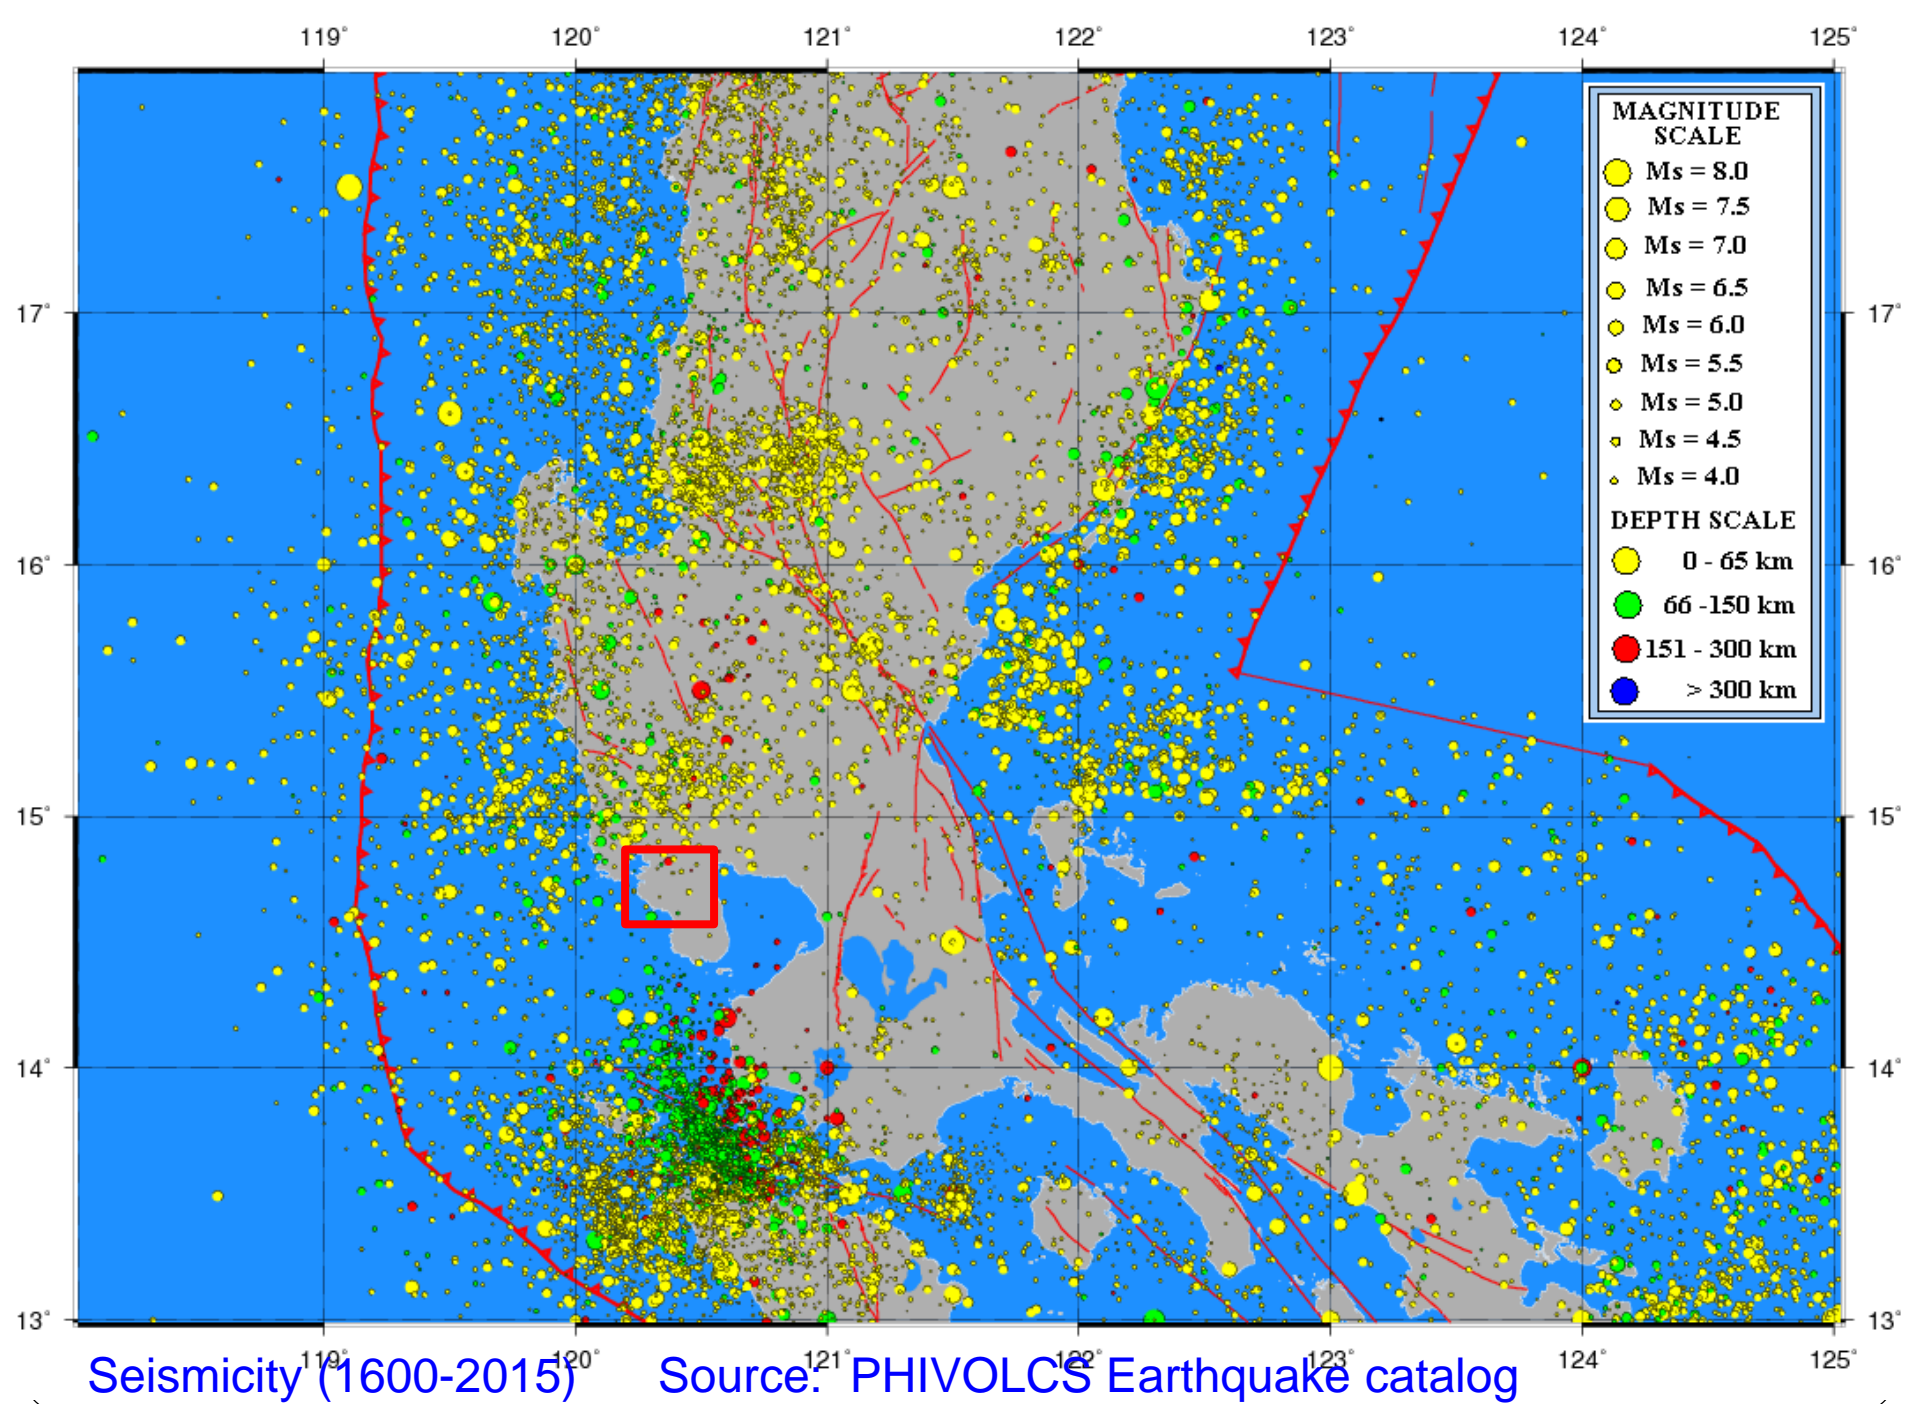 119° 120° 121° 122° 123° 124° 125°
MAGNITUDE
SCALE
Ms = 8.0
Ms = 7.5
Ms = 7.0
Ms = 6.5
Ms = 6.0
Ms = 5.5
Ms = 5.0
Ms = 4.5
Ms = 4.0
DEPTH SCALE
0 - 65 km
66 -150 km
151 - 300 km
> 300 km
17° 17°
16° 16°
15° 15°
14° 14°
13° 13°
119° 120° 121° 122° 123° 124° 125°
Seismicity (1600-2015) Source: PHIVOLCS Earthquake catalog